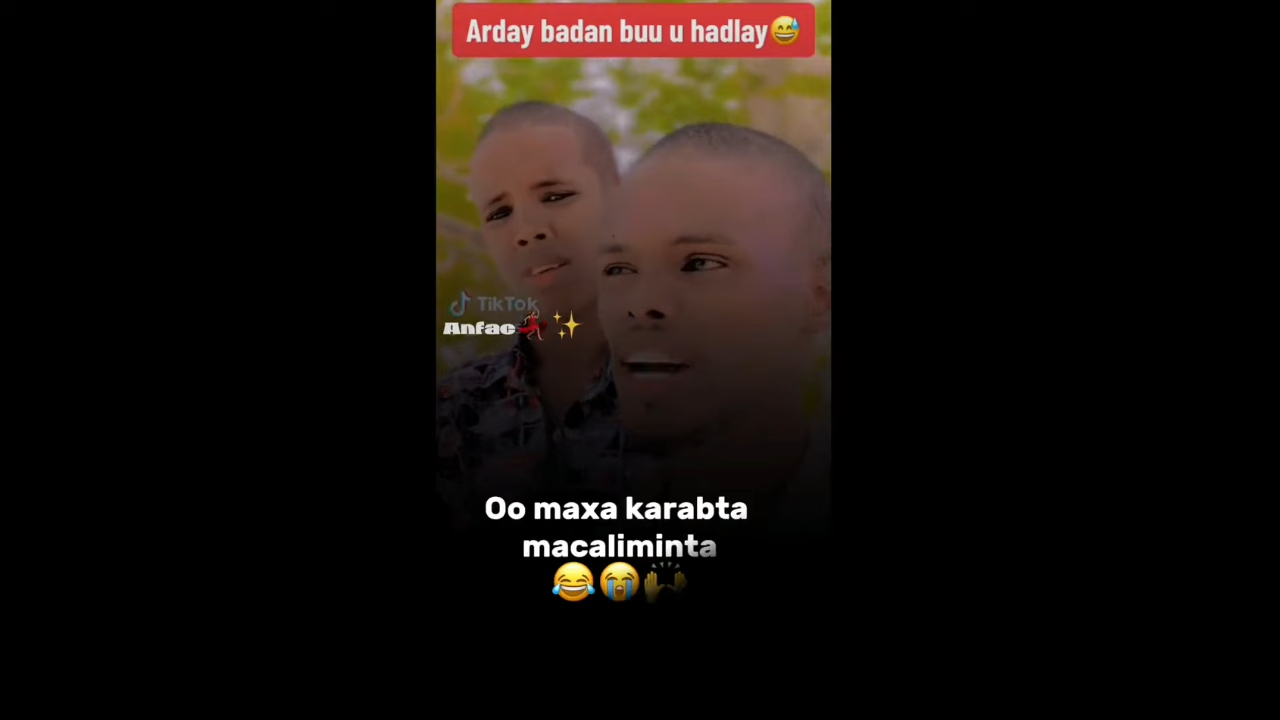 Arday badan buu u hadlay😅
TikTok
Anfac💃✨
Oo maxa karabta
macaliminta
😂😭🙌